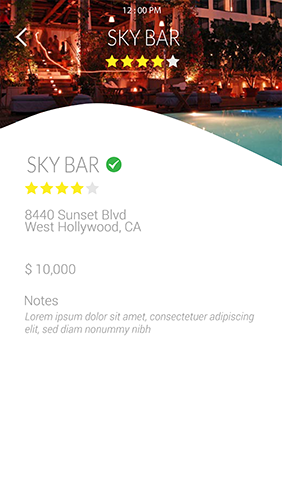 12:00 PM
SKY BAR
SKY BAR
8440 Sunset Blvd
West Hollywood, CA
$ 10,000
Notes
Lorem ipsum dolor sit amet, consectetuer adipiscing
elit, sed diam nonummy nibh